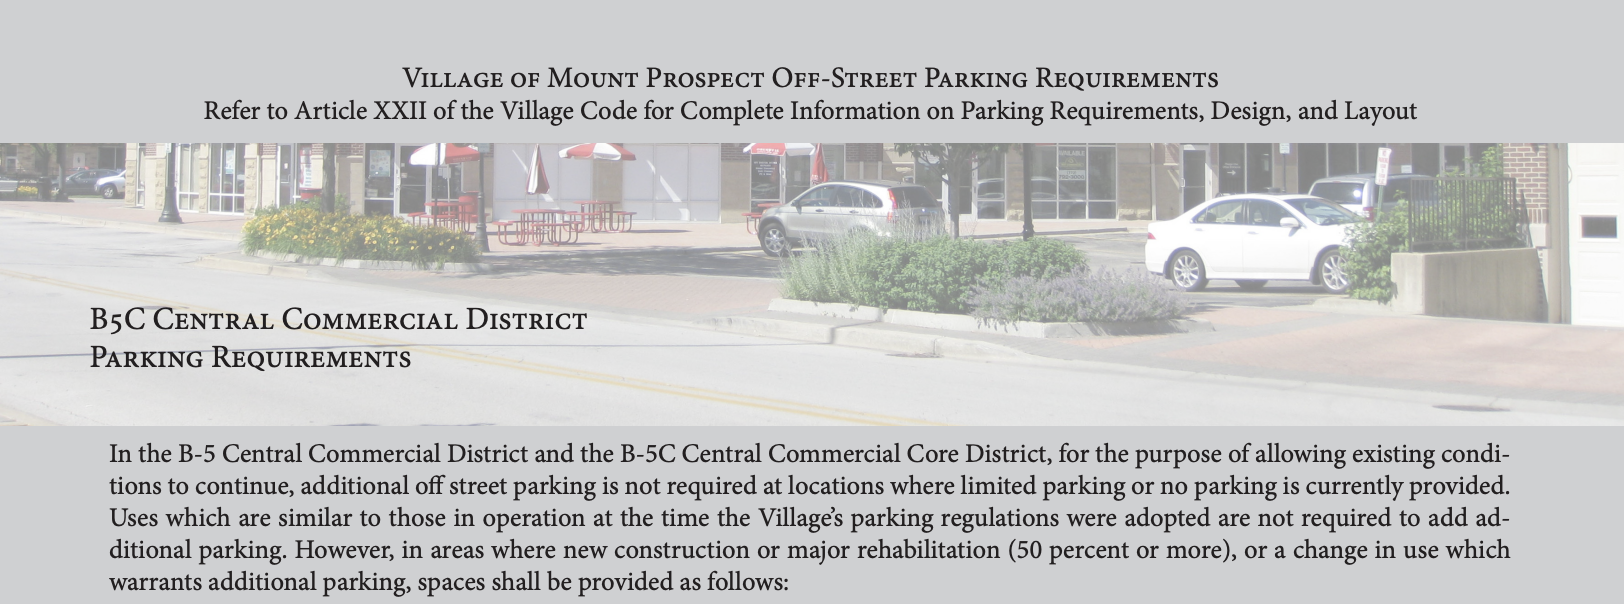 Village of Mount Prospect Off-Street Parking Requirements
Refer to Article XXII of the Village Code for Complete Information on Parking Requirements, Design, and Layout
B5C Central Commercial District
Parking Requirements
In the B-5 Central Commercial District and the B-5C Central Commercial Core District, for the purpose of allowing existing condi-
tions to continue, additional off street parking is not required at locations where limited parking or no parking is currently provided.
Uses which are similar to those in operation at the time the Village’s parking regulations were adopted are not required to add ad-
ditional parking. However, in areas where new construction or major rehabilitation (50 percent or more), or a change in use which
warrants additional parking, spaces shall be provided as follows: